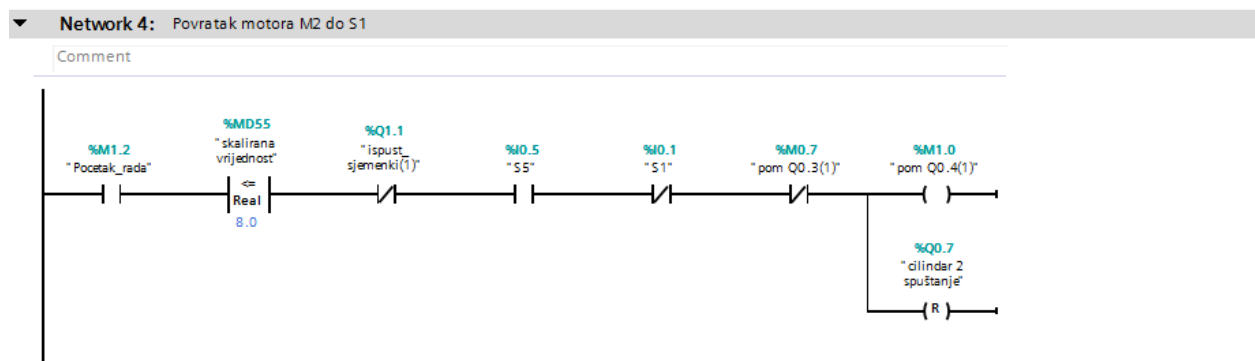 Network 4: Povratak motora M2 do S1
Comment
%M1.2
"Pocetak_rada"
%MD55
"skalirana
vrijednost"
<=
Real
8.0
%Q1.1
"ispust_
sjemenki(1)"
%I0.5
"S5"
%I0.1
"S1"
%M0.7
"pom Q0.3(1)"
%M1.0
"pom Q0.4(1)"
%Q0.7
"cilindar 2
spuštanje"
R